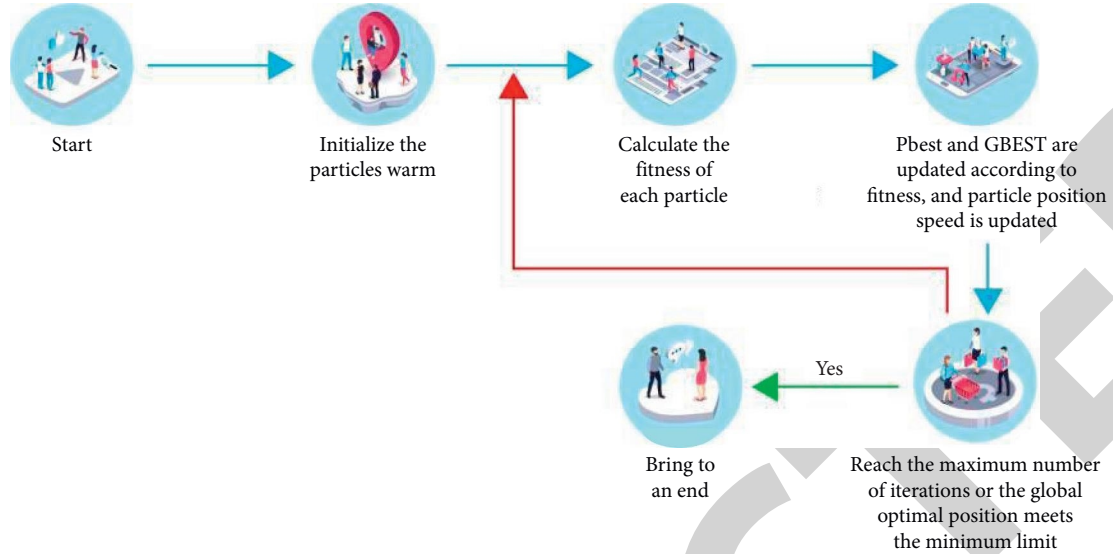 Start
Initialize the
particles warm
Calculate the
fitness of
each particle
Pbest and GBEST are
updated according to
fitness, and particle position
speed is updated
Yes
Bring to
an end
Reach the maximum number
of iterations or the global
optimal position meets
the minimum limit